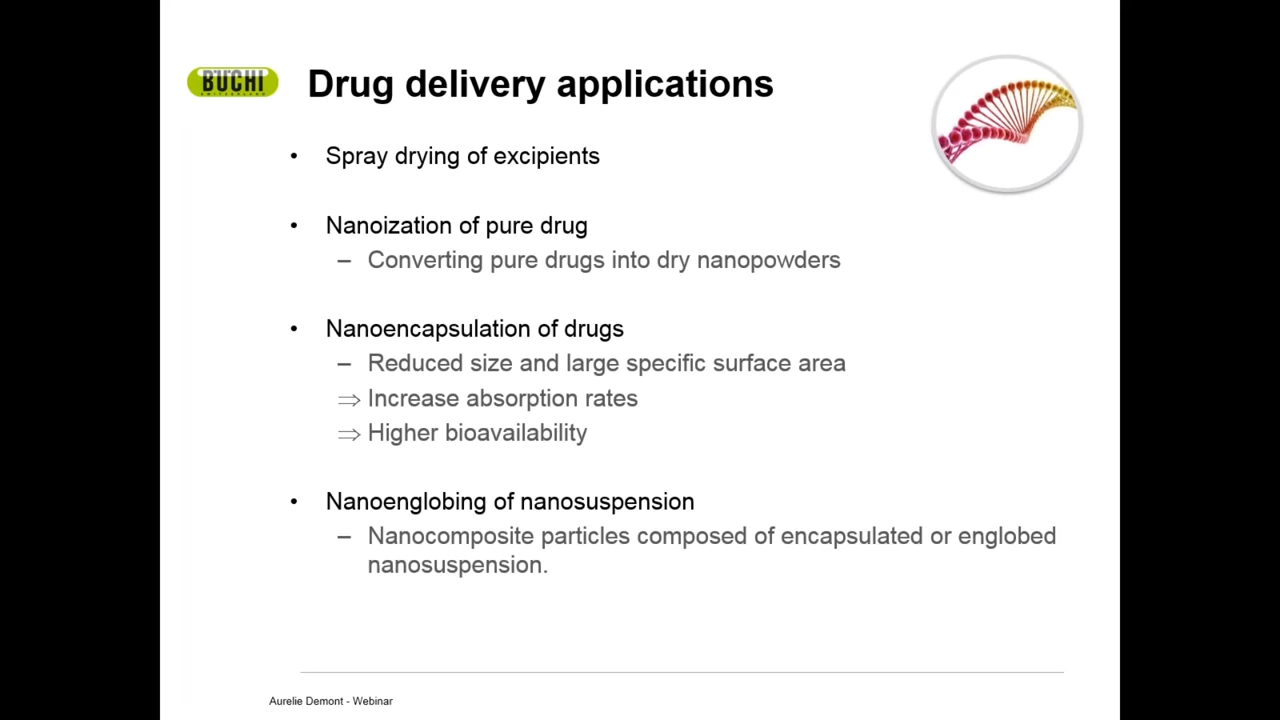 BUCHI
SWITZERLAND
Drug delivery applications
• Spray drying of excipients
• Nanoization of pure drug
– Converting pure drugs into dry nanopowders
• Nanoencapsulation of drugs
– Reduced size and large specific surface area
⇒ Increase absorption rates
⇒ Higher bioavailability
• Nanoenglobing of nanosuspension
– Nanocomposite particles composed of encapsulated or englobed
nanosuspension.
Aurelie Demont - Webinar